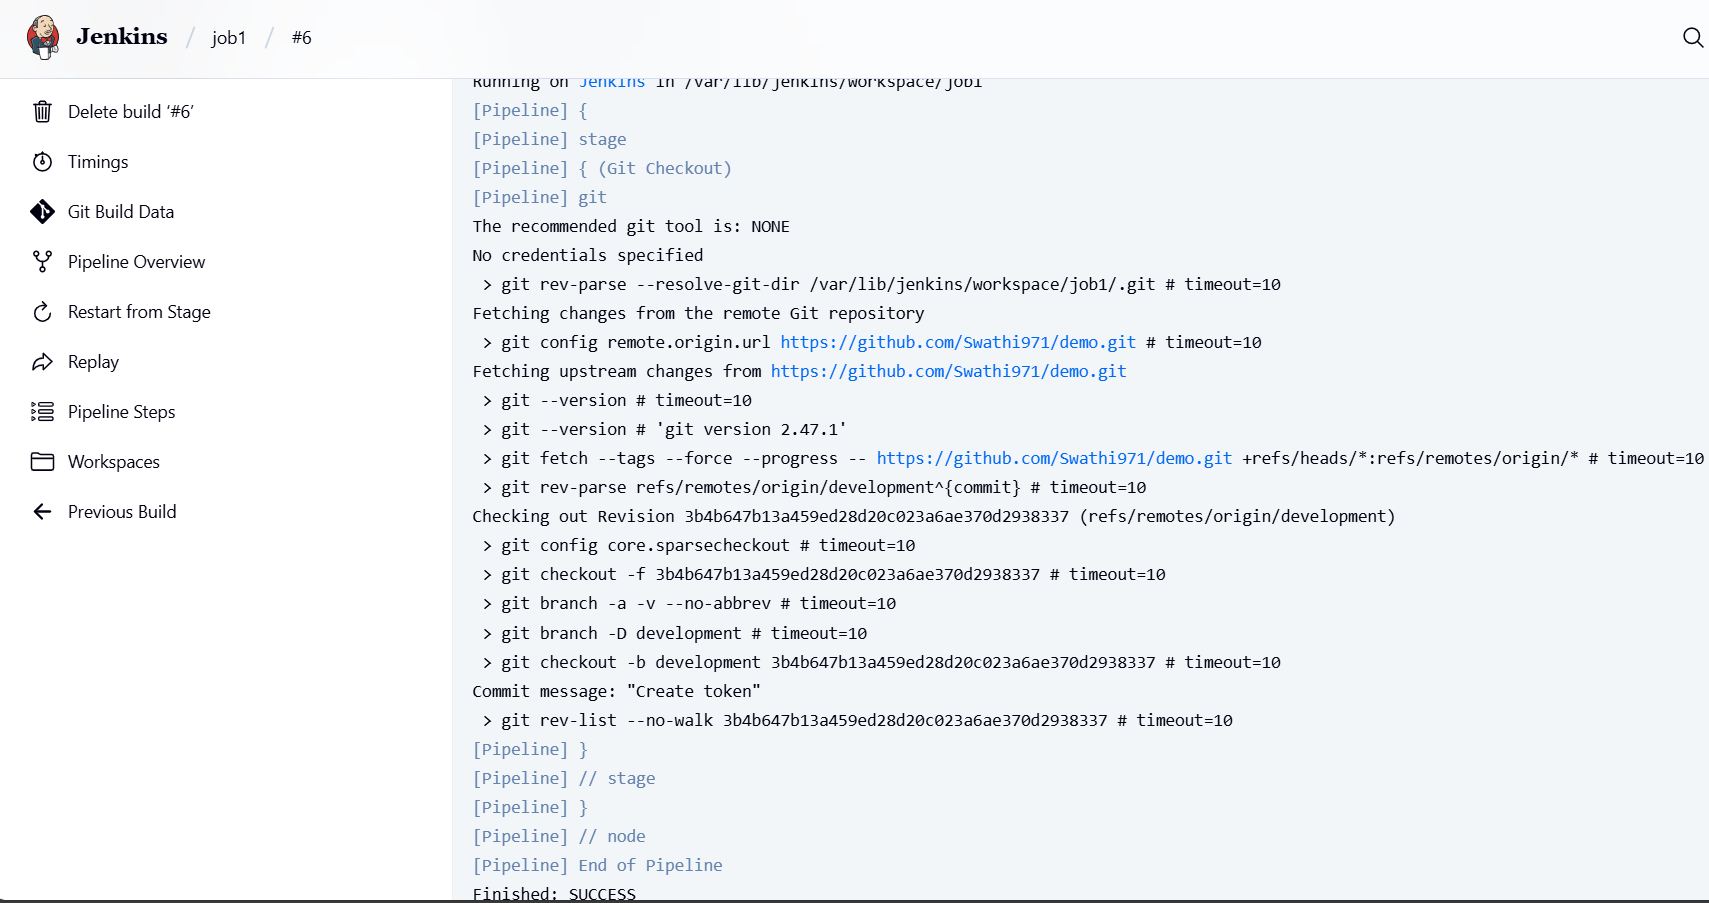 Jenkins / job1 / #6
Delete build '#6'
Timings
Git Build Data
Pipeline Overview
Restart from Stage
Replay
Pipeline Steps
Workspaces
Previous Build
Running on Jenkins in /var/lib/jenkins/workspace/job1
[Pipeline] {
[Pipeline] stage
[Pipeline] { (Git Checkout)
[Pipeline] git
The recommended git tool is: NONE
No credentials specified
> git rev-parse --resolve-git-dir /var/lib/jenkins/workspace/job1/.git # timeout=10
Fetching changes from the remote Git repository
> git config remote.origin.url https://github.com/Swathi971/demo.git # timeout=10
Fetching upstream changes from https://github.com/Swathi971/demo.git
> git --version # timeout=10
> git --version # 'git version 2.47.1'
> git fetch --tags --force --progress -- https://github.com/Swathi971/demo.git +refs/heads/*:refs/remotes/origin/* # timeout=10
> git rev-parse refs/remotes/origin/development^{commit} # timeout=10
Checking out Revision 3b4b647b13a459ed28d20c023a6ae370d2938337 (refs/remotes/origin/development)
> git config core.sparsecheckout # timeout=10
> git checkout -f 3b4b647b13a459ed28d20c023a6ae370d2938337 # timeout=10
> git branch -a -v --no-abbrev # timeout=10
> git branch -D development # timeout=10
> git checkout -b development 3b4b647b13a459ed28d20c023a6ae370d2938337 # timeout=10
Commit message: "Create token"
> git rev-list --no-walk 3b4b647b13a459ed28d20c023a6ae370d2938337 # timeout=10
[Pipeline] }
[Pipeline] // stage
[Pipeline] }
[Pipeline] // node
[Pipeline] End of Pipeline
Finished: SUCCESS